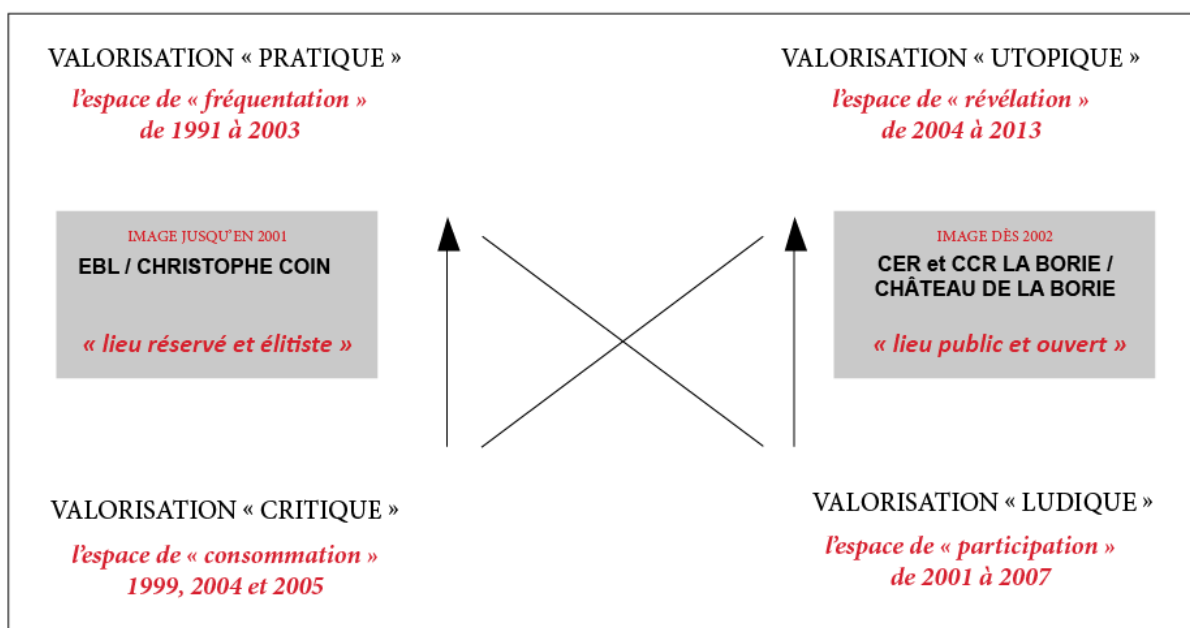 VALORISATION « PRATIQUE »
l'espace de « fréquentation »
de 1991 à 2003
VALORISATION « UTOPIQUE »
l'espace de « révélation »
de 2004 à 2013
IMAGE JUSQU'EN 2001
EBL / CHRISTOPHE COIN
« lieu réservé et élitiste »
IMAGE DÈS 2002
CER et CCR LA BORIE /
CHÂTEAU DE LA BORIE
« lieu public et ouvert »
VALORISATION « CRITIQUE »
l'espace de « consommation »
1999, 2004 et 2005
VALORISATION « LUDIQUE »
l'espace de « participation »
de 2001 à 2007